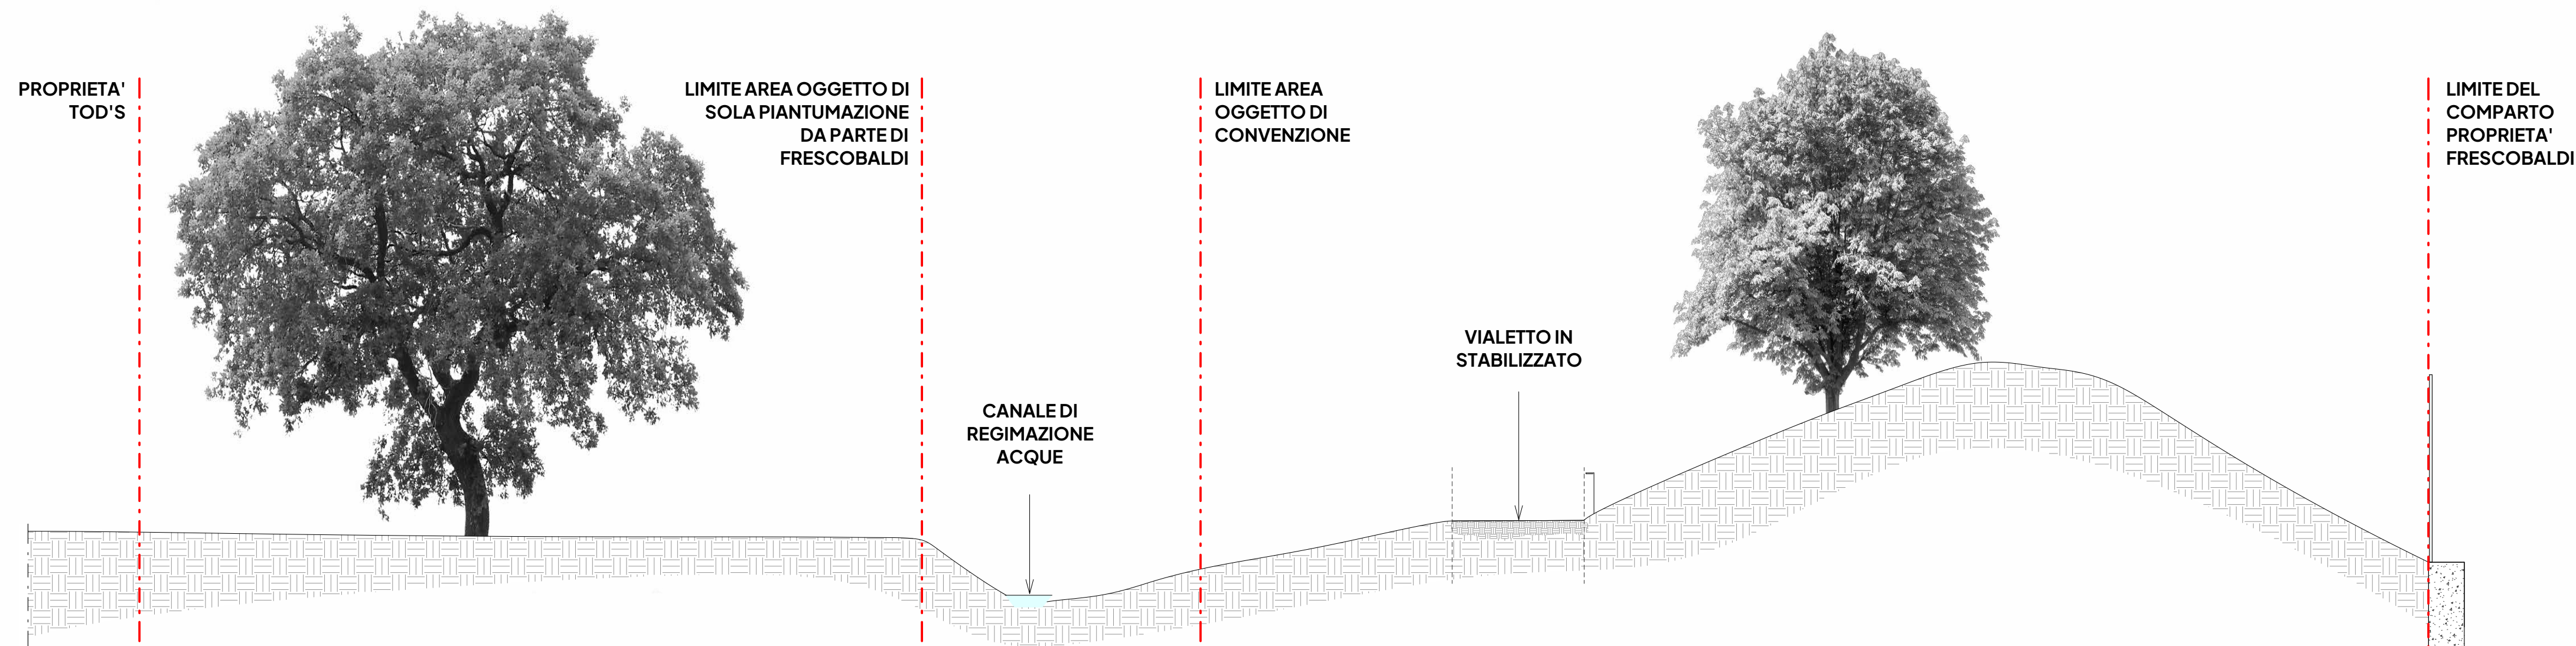 PROPRIETA'
TOD'S
LIMITE AREA OGGETTO DI
SOLA PIANTUMAZIONE
DA PARTE DI
FRESCOBALDI
CANALE DI
REGIMAZIONE
ACQUE
LIMITE AREA
OGGETTO DI
CONVENZIONE
VIALETTO IN
STABILIZZATO
LIMITE DEL
COMPARTO
PROPRIETA'
FRESCOBALDI